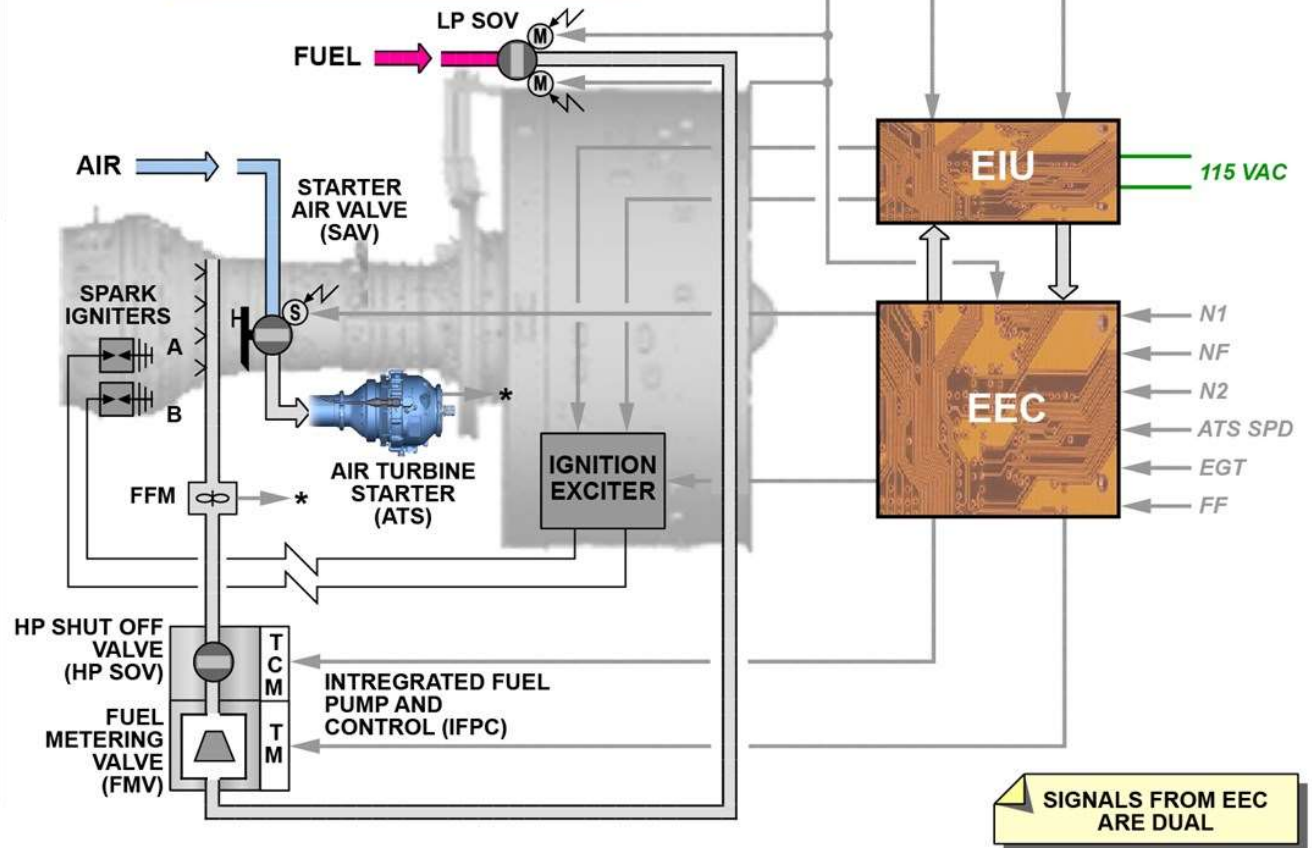 LP SOV
M
FUEL
M
AIR
EIU
115 VAC
STARTER
AIR VALVE
(SAV)
SPARK
IGNITERS
S
A
B
N1
NF
N2
ATS SPD
EGT
FF
EEC
*
AIR TURBINE
STARTER
(ATS)
IGNITION
EXCITER
FFM
*
HP SHUT OFF
VALVE
(HP SOV)
T
C
M
INTREGRATED FUEL
PUMP AND
CONTROL (IFPC)
FUEL
METERING
VALVE
(FMV)
T
M
SIGNALS FROM EEC
ARE DUAL